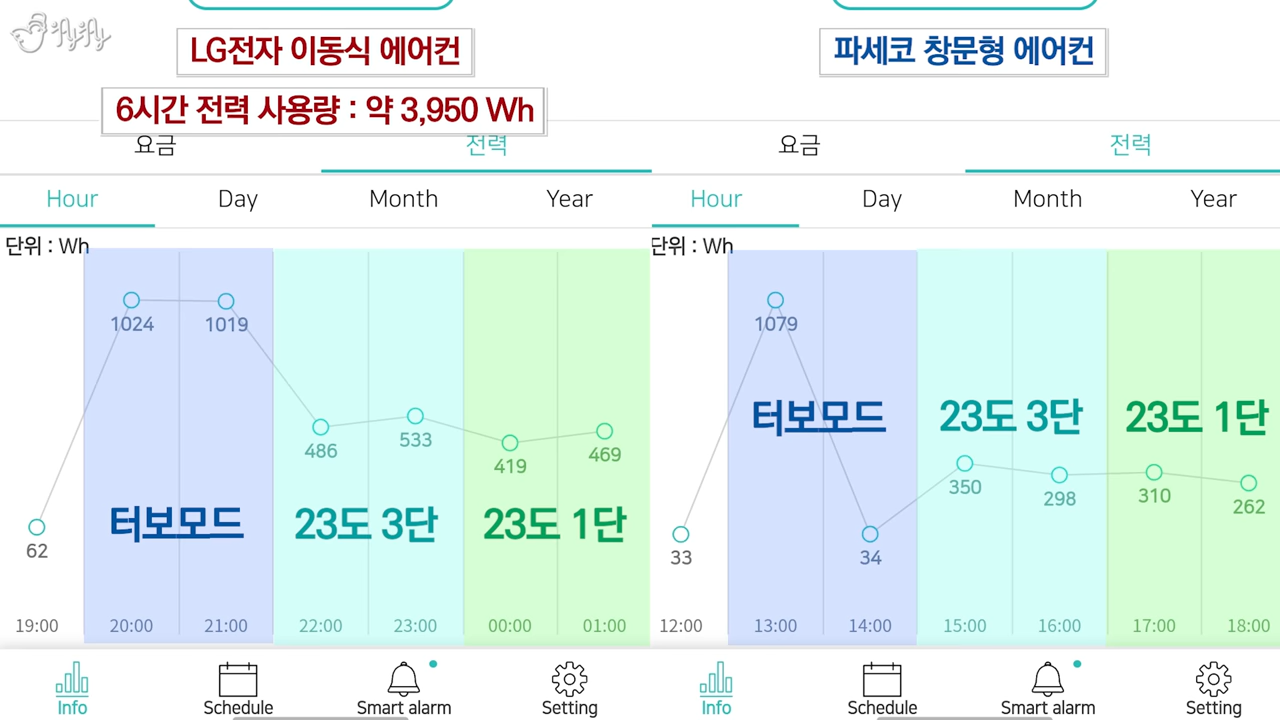 LG전자 이동식 에어컨
6시간 전력 사용량 : 약 3,950 Wh
요금
전력
Hour
Day
Month
Year
단위 : Wh
1024
1019
486
533
419
469
62
터보모드
23도 3단
23도 1단
19:00
20:00
21:00
22:00
23:00
00:00
01:00
Info
Schedule
Smart alarm
Setting
파세코 창문형 에어컨
요금
전력
Hour
Day
Month
Year
단위 : Wh
1079
터보모드
23도 3단
23도 1단
350
298
310
262
33
34
12:00
13:00
14:00
15:00
16:00
17:00
18:00
Info
Schedule
Smart alarm
Setting